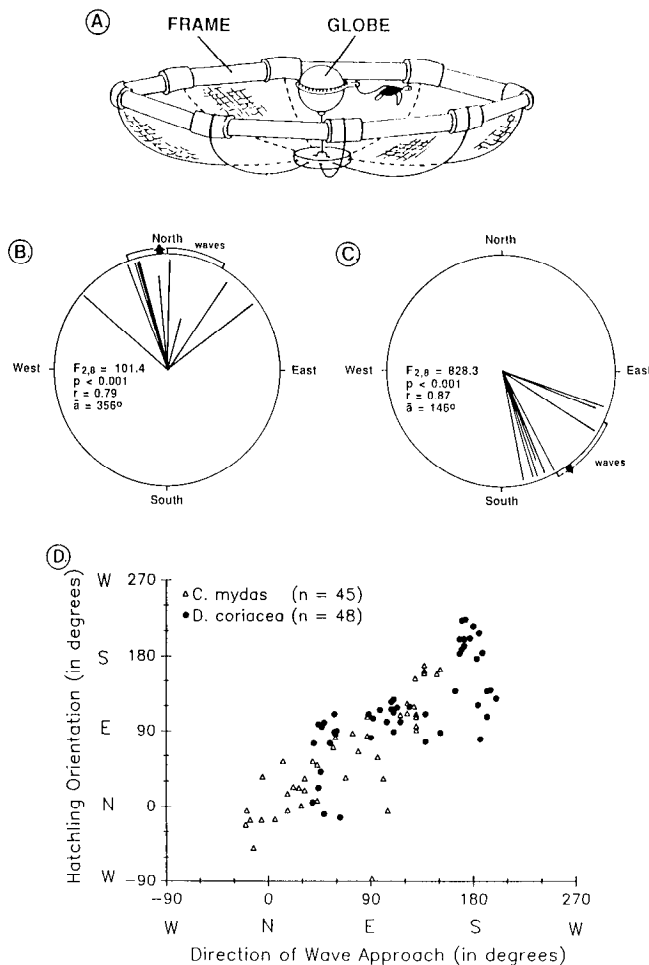 A
FRAME
GLOBE
B
North
waves
West
East
F2,8 = 101.4
p < 0.001
r = 0.79
ā = 356º
South
C
North
West
East
F2,8 = 828.3
p < 0.001
r = 0.87
ā = 146º
waves
South
D
Hatchling Orientation (in degrees)
W
S
E
N
W
270
180
90
0
−90
△ C. mydas (n = 45)
● D. coriacea (n = 48)
−90 0 90 180 270
W N E S W
Direction of Wave Approach (in degrees)